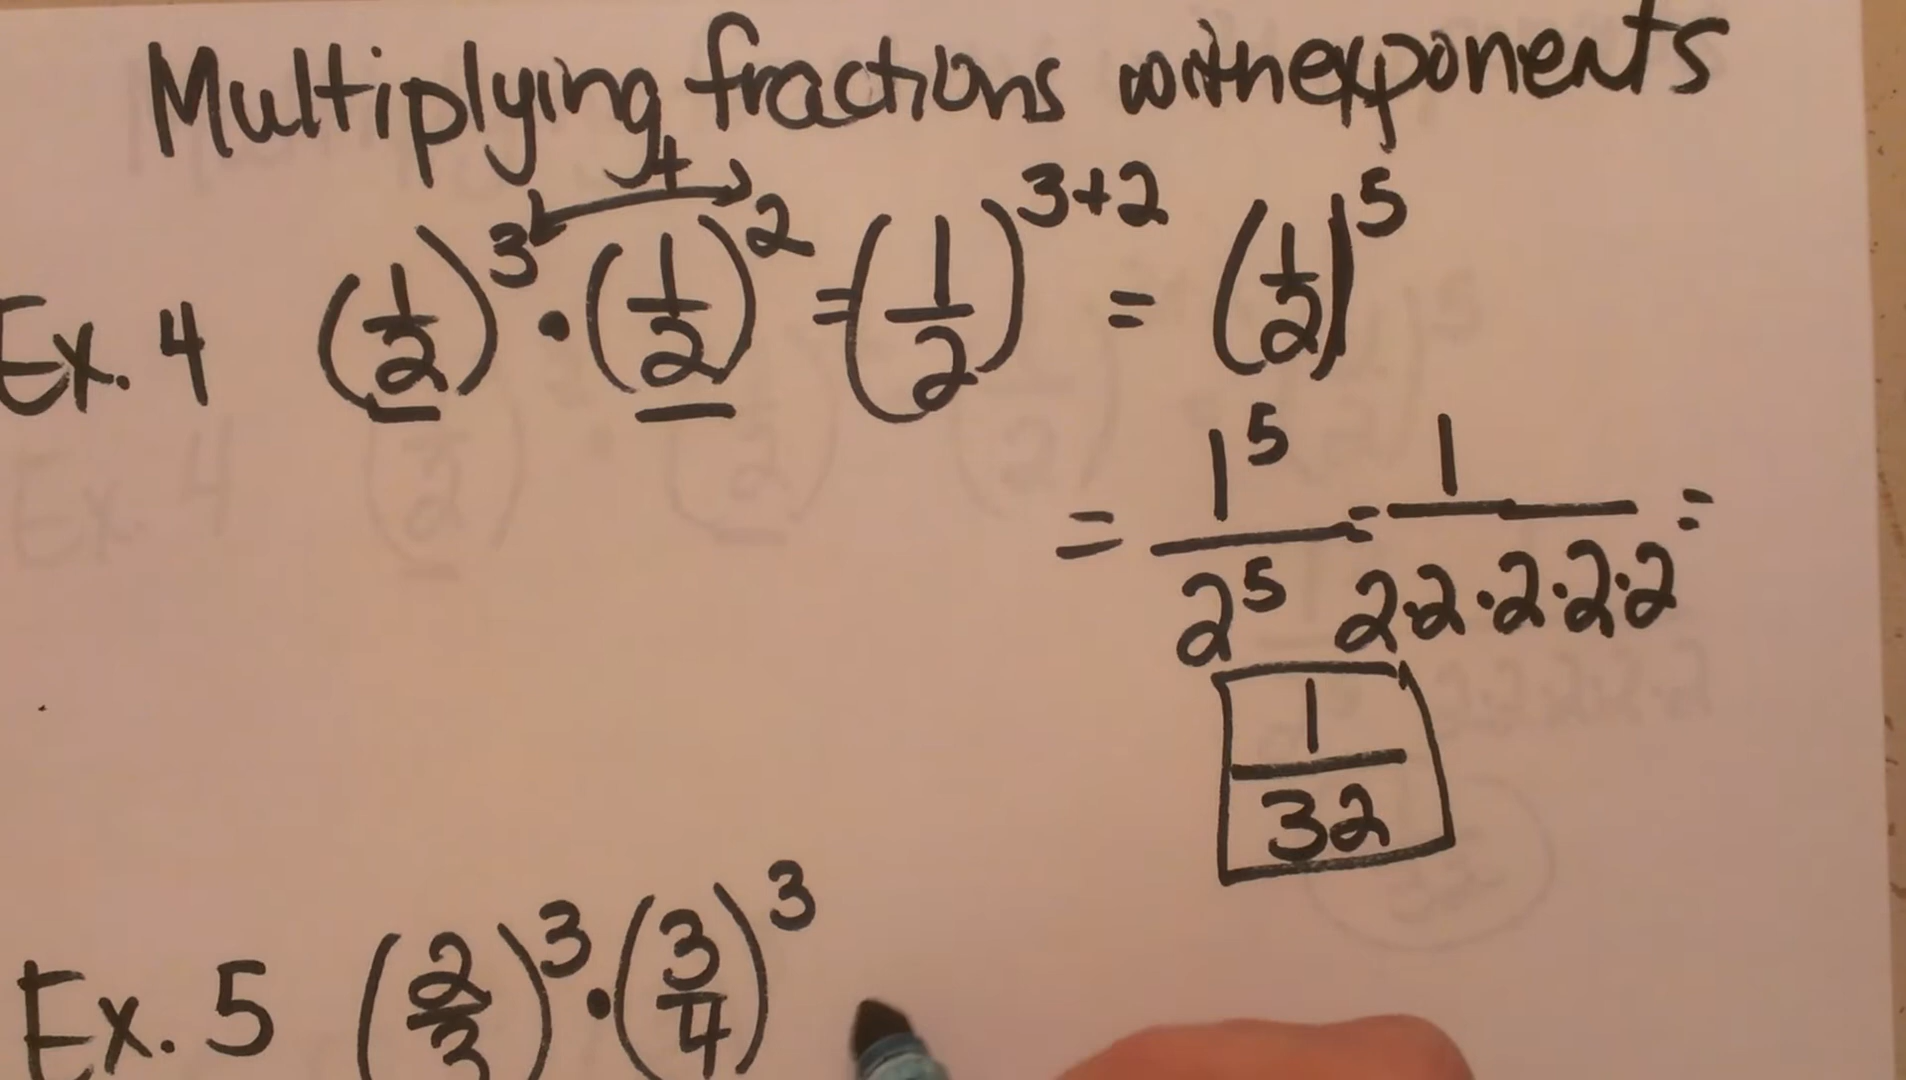 Multiplying fractions with exponents
+
Ex. 4 (1/2)^3 · (1/2)^2 = (1/2)^(3+2) = (1/2)^5
= 1^5/2^5 = 1/(2·2·2·2·2) =
1/32
Ex. 5 (2/3)^3 · (3/4)^3